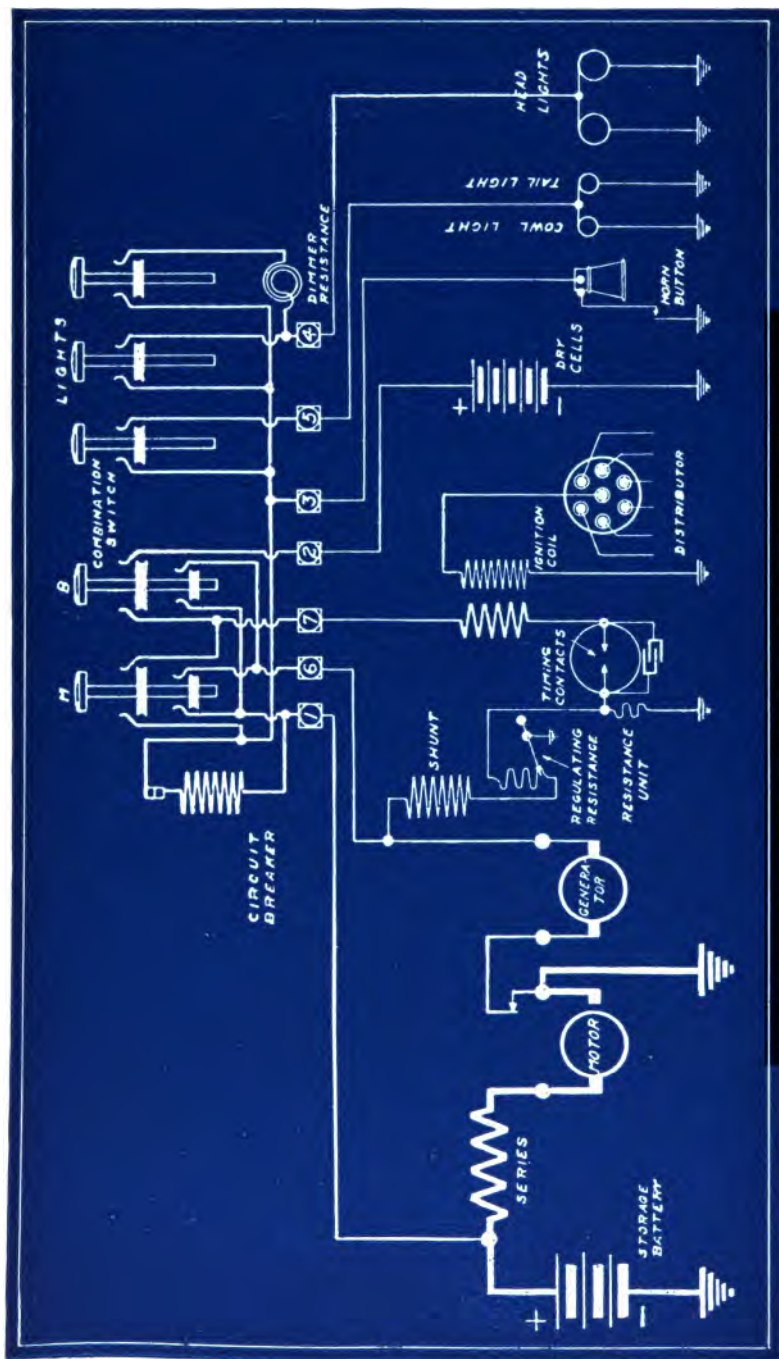 M
B
LIGHTS
COMBINATION
SWITCH
CIRCUIT
BREAKER
1 6 7 2 3 5 4
DIMMER
RESISTANCE
SHUNT
IGNITION
COIL
COWL LIGHT
TAIL LIGHT
HEAD
LIGHTS
SERIES
REGULATING
RESISTANCE
TIMING
CONTACTS
RESISTANCE
UNIT
DISTRIBUTOR
+
-
DRY
CELLS
HORN
BUTTON
+
-
STORAGE
BATTERY
MOTOR
GENERA
TOR